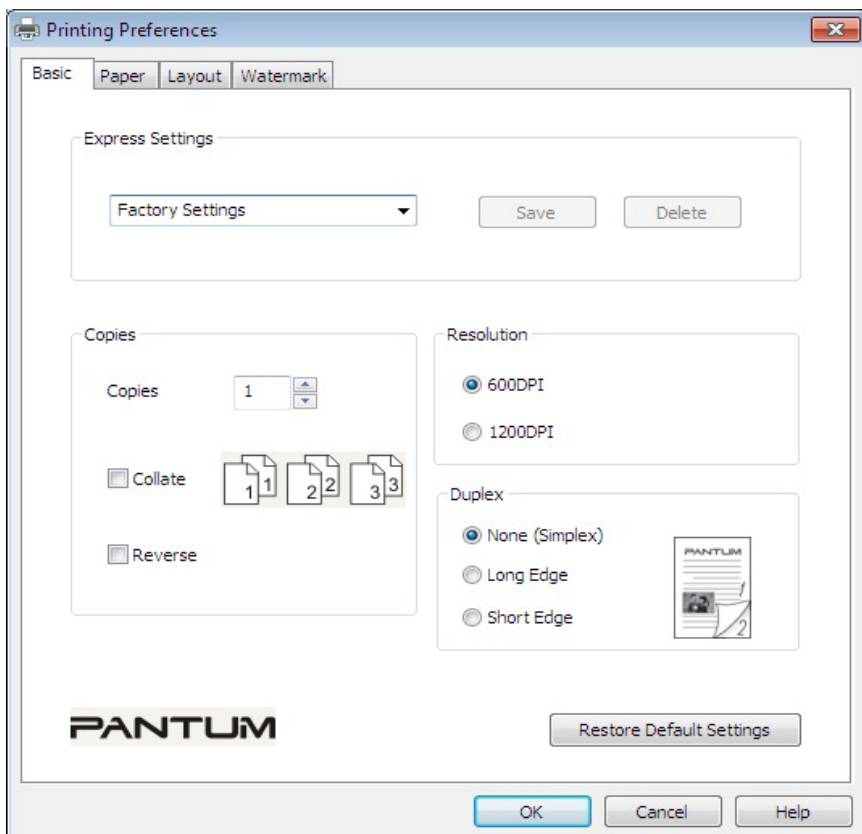 Printing Preferences
Basic Paper Layout Watermark
Express Settings
Factory Settings Save Delete
Copies
Copies 1
Collate 1 1 2 2 3 3
Reverse
Resolution
600DPI
1200DPI
Duplex
None (Simplex)
Long Edge
Short Edge
PANTUM
1
2
PANTUM
Restore Default Settings
OK Cancel Help